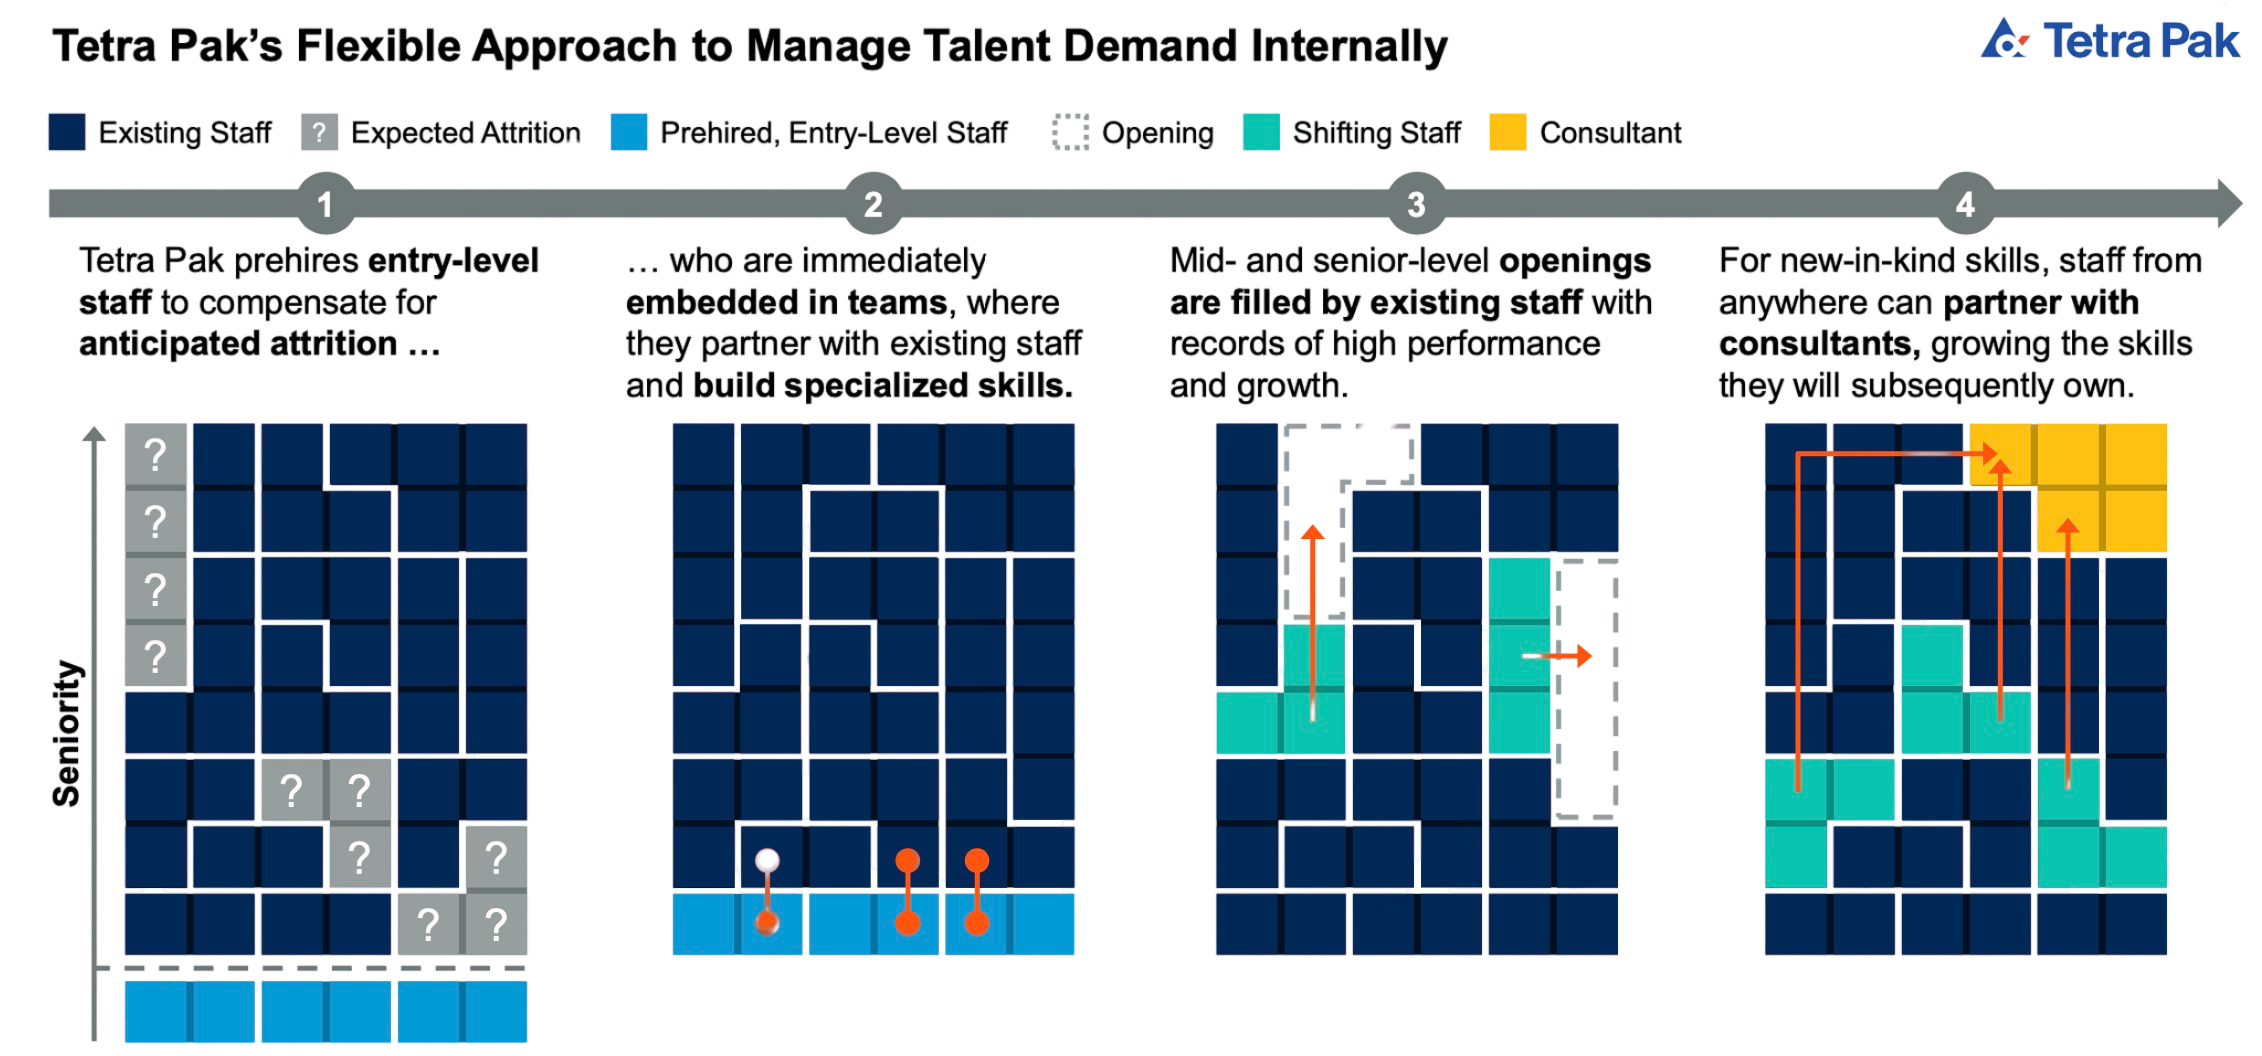 Tetra Pak's Flexible Approach to Manage Talent Demand Internally
Tetra Pak
Existing Staff
? Expected Attrition
Prehired, Entry-Level Staff
Opening
Shifting Staff
Consultant
1
2
3
4
Tetra Pak prehires entry-level
staff to compensate for
anticipated attrition …
… who are immediately
embedded in teams, where
they partner with existing staff
and build specialized skills.
Mid- and senior-level openings
are filled by existing staff with
records of high performance
and growth.
For new-in-kind skills, staff from
anywhere can partner with
consultants, growing the skills
they will subsequently own.
Seniority
?
?
?
?
? ?
? ?
? ?